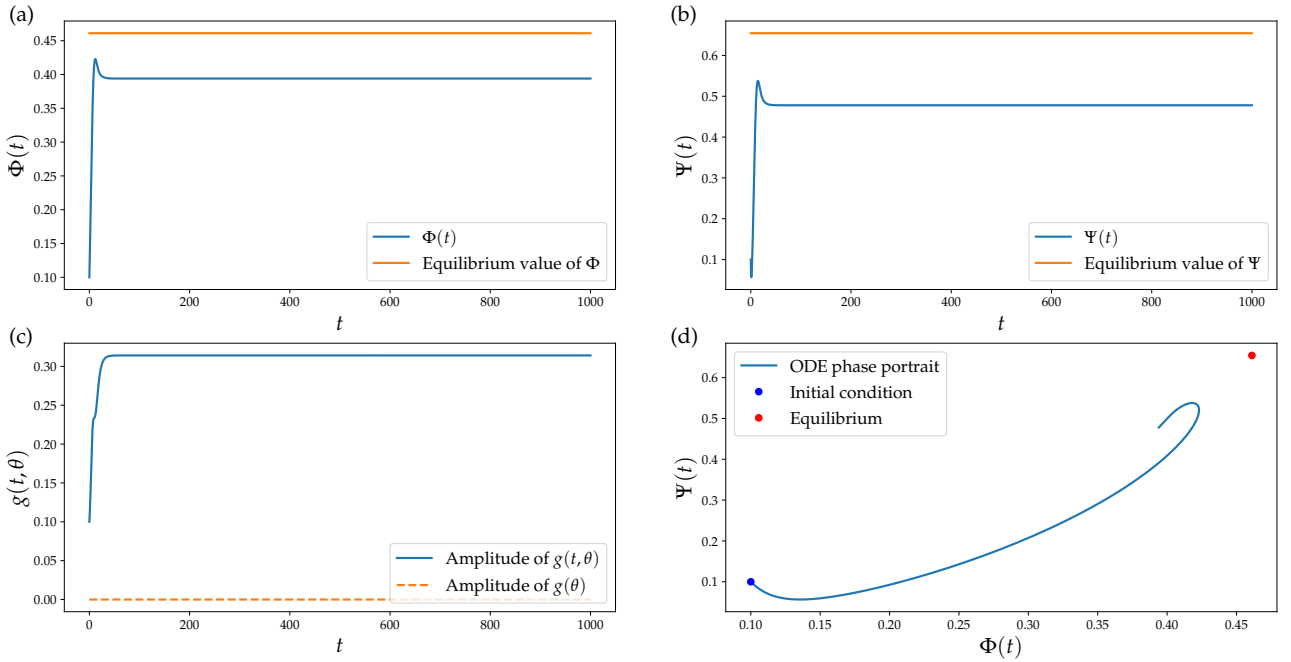 (a)
0.45
0.40
0.35
0.30
0.25
0.20
0.15
0.10
Φ(t)
0 200 400 600 800 1000
t
Φ(t)
Equilibrium value of Φ
(b)
0.6
0.5
0.4
0.3
0.2
0.1
Ψ(t)
0 200 400 600 800 1000
t
Ψ(t)
Equilibrium value of Ψ
(c)
0.30
0.25
0.20
0.15
0.10
0.05
0.00
g(t, θ)
0 200 400 600 800 1000
t
Amplitude of g(t, θ)
Amplitude of g(θ)
(d)
0.6
0.5
0.4
0.3
0.2
0.1
Ψ(t)
0.10 0.15 0.20 0.25 0.30 0.35 0.40 0.45
Φ(t)
ODE phase portrait
Initial condition
Equilibrium